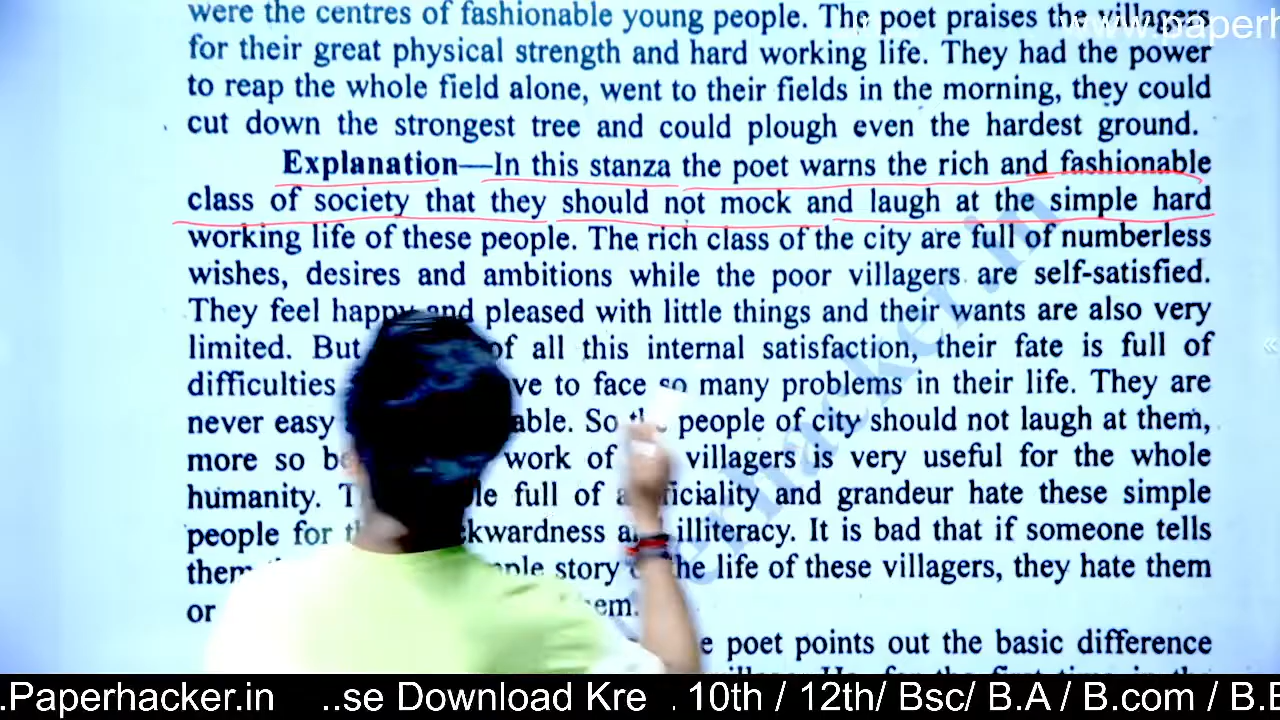 were the centres of fashionable young people. The poet praises the villagers
www.paperh
for their great physical strength and hard working life. They had the power
to reap the whole field alone, went to their fields in the morning, they could
cut down the strongest tree and could plough even the hardest ground.
Explanation—In this stanza the poet warns the rich and fashionable
class of society that they should not mock and laugh at the simple hard
working life of these people. The rich class of the city are full of numberless
wishes, desires and ambitions while the poor villagers are self-satisfied.
They feel happy and pleased with little things and their wants are also very
limited. But of all this internal satisfaction, their fate is full of
difficulties to face so many problems in their life. They are
never easy So the people of city should not laugh at them,
more so work of villagers is very useful for the whole
humanity. full of and grandeur hate these simple
people for illiteracy. It is bad that if someone tells
story the life of these villagers, they hate them
or
poet points out the basic difference
.Paperhacker.in ..se Download Kre . 10th / 12th/ Bsc/ B.A / B.com / B.E